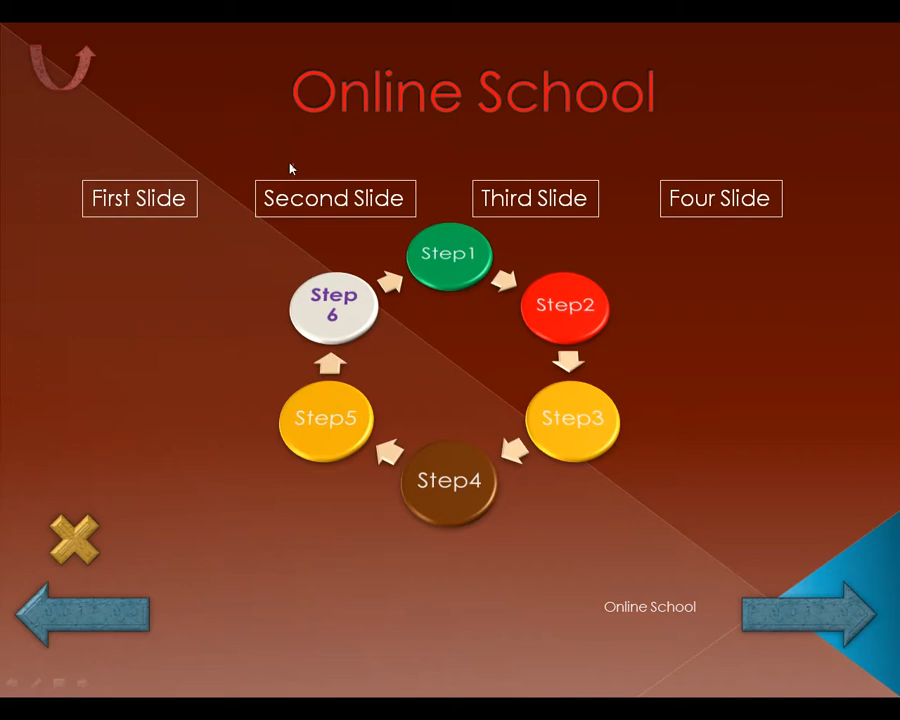 Online School
First Slide
Second Slide
Third Slide
Four Slide
Step1
Step2
Step3
Step4
Step5
Step
6
Online School